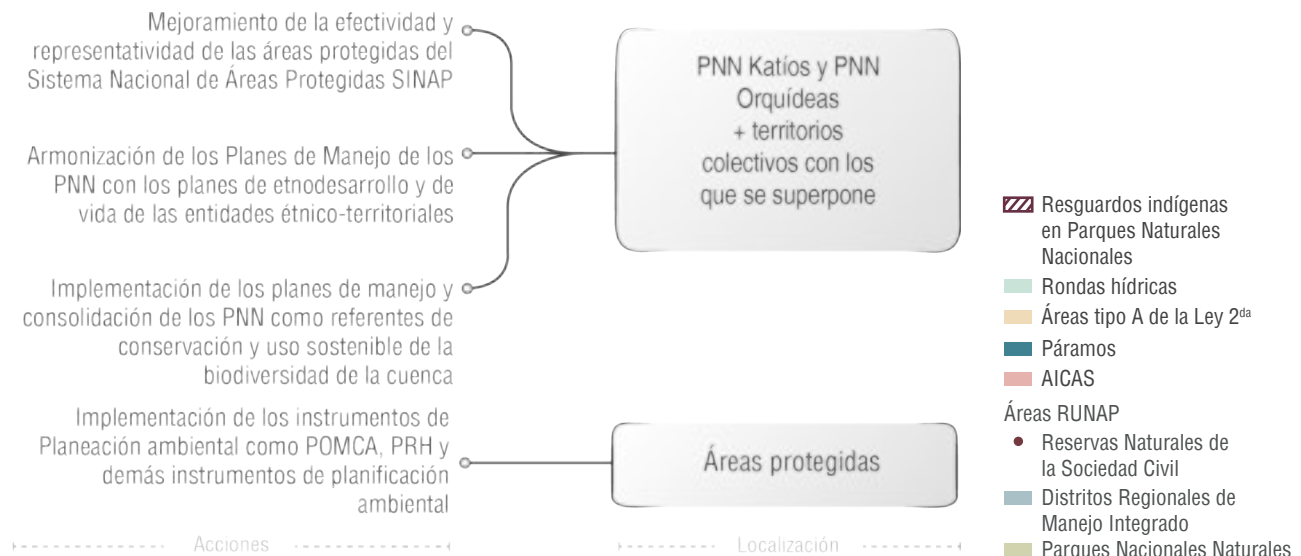 Mejoramiento de la efectividad y
representatividad de las áreas protegidas del
Sistema Nacional de Áreas Protegidas SINAP
Armonización de los Planes de Manejo de los
PNN con los planes de etnodesarrollo y de
vida de las entidades étnico-territoriales
Implementación de los planes de manejo y
consolidación de los PNN como referentes de
conservación y uso sostenible de la
biodiversidad de la cuenca
Implementación de los instrumentos de
Planeación ambiental como POMCA, PRH y
demás instrumentos de planificación
ambiental
Acciones
PNN Katíos y PNN
Orquídeas
+ territorios
colectivos con los
que se superpone
Áreas protegidas
Localización
Resguardos indígenas
en Parques Naturales
Nacionales
Rondas hídricas
Áreas tipo A de la Ley 2da
Páramos
AICAS
Áreas RUNAP
Reservas Naturales de
la Sociedad Civil
Distritos Regionales de
Manejo Integrado
Parques Nacionales Naturales